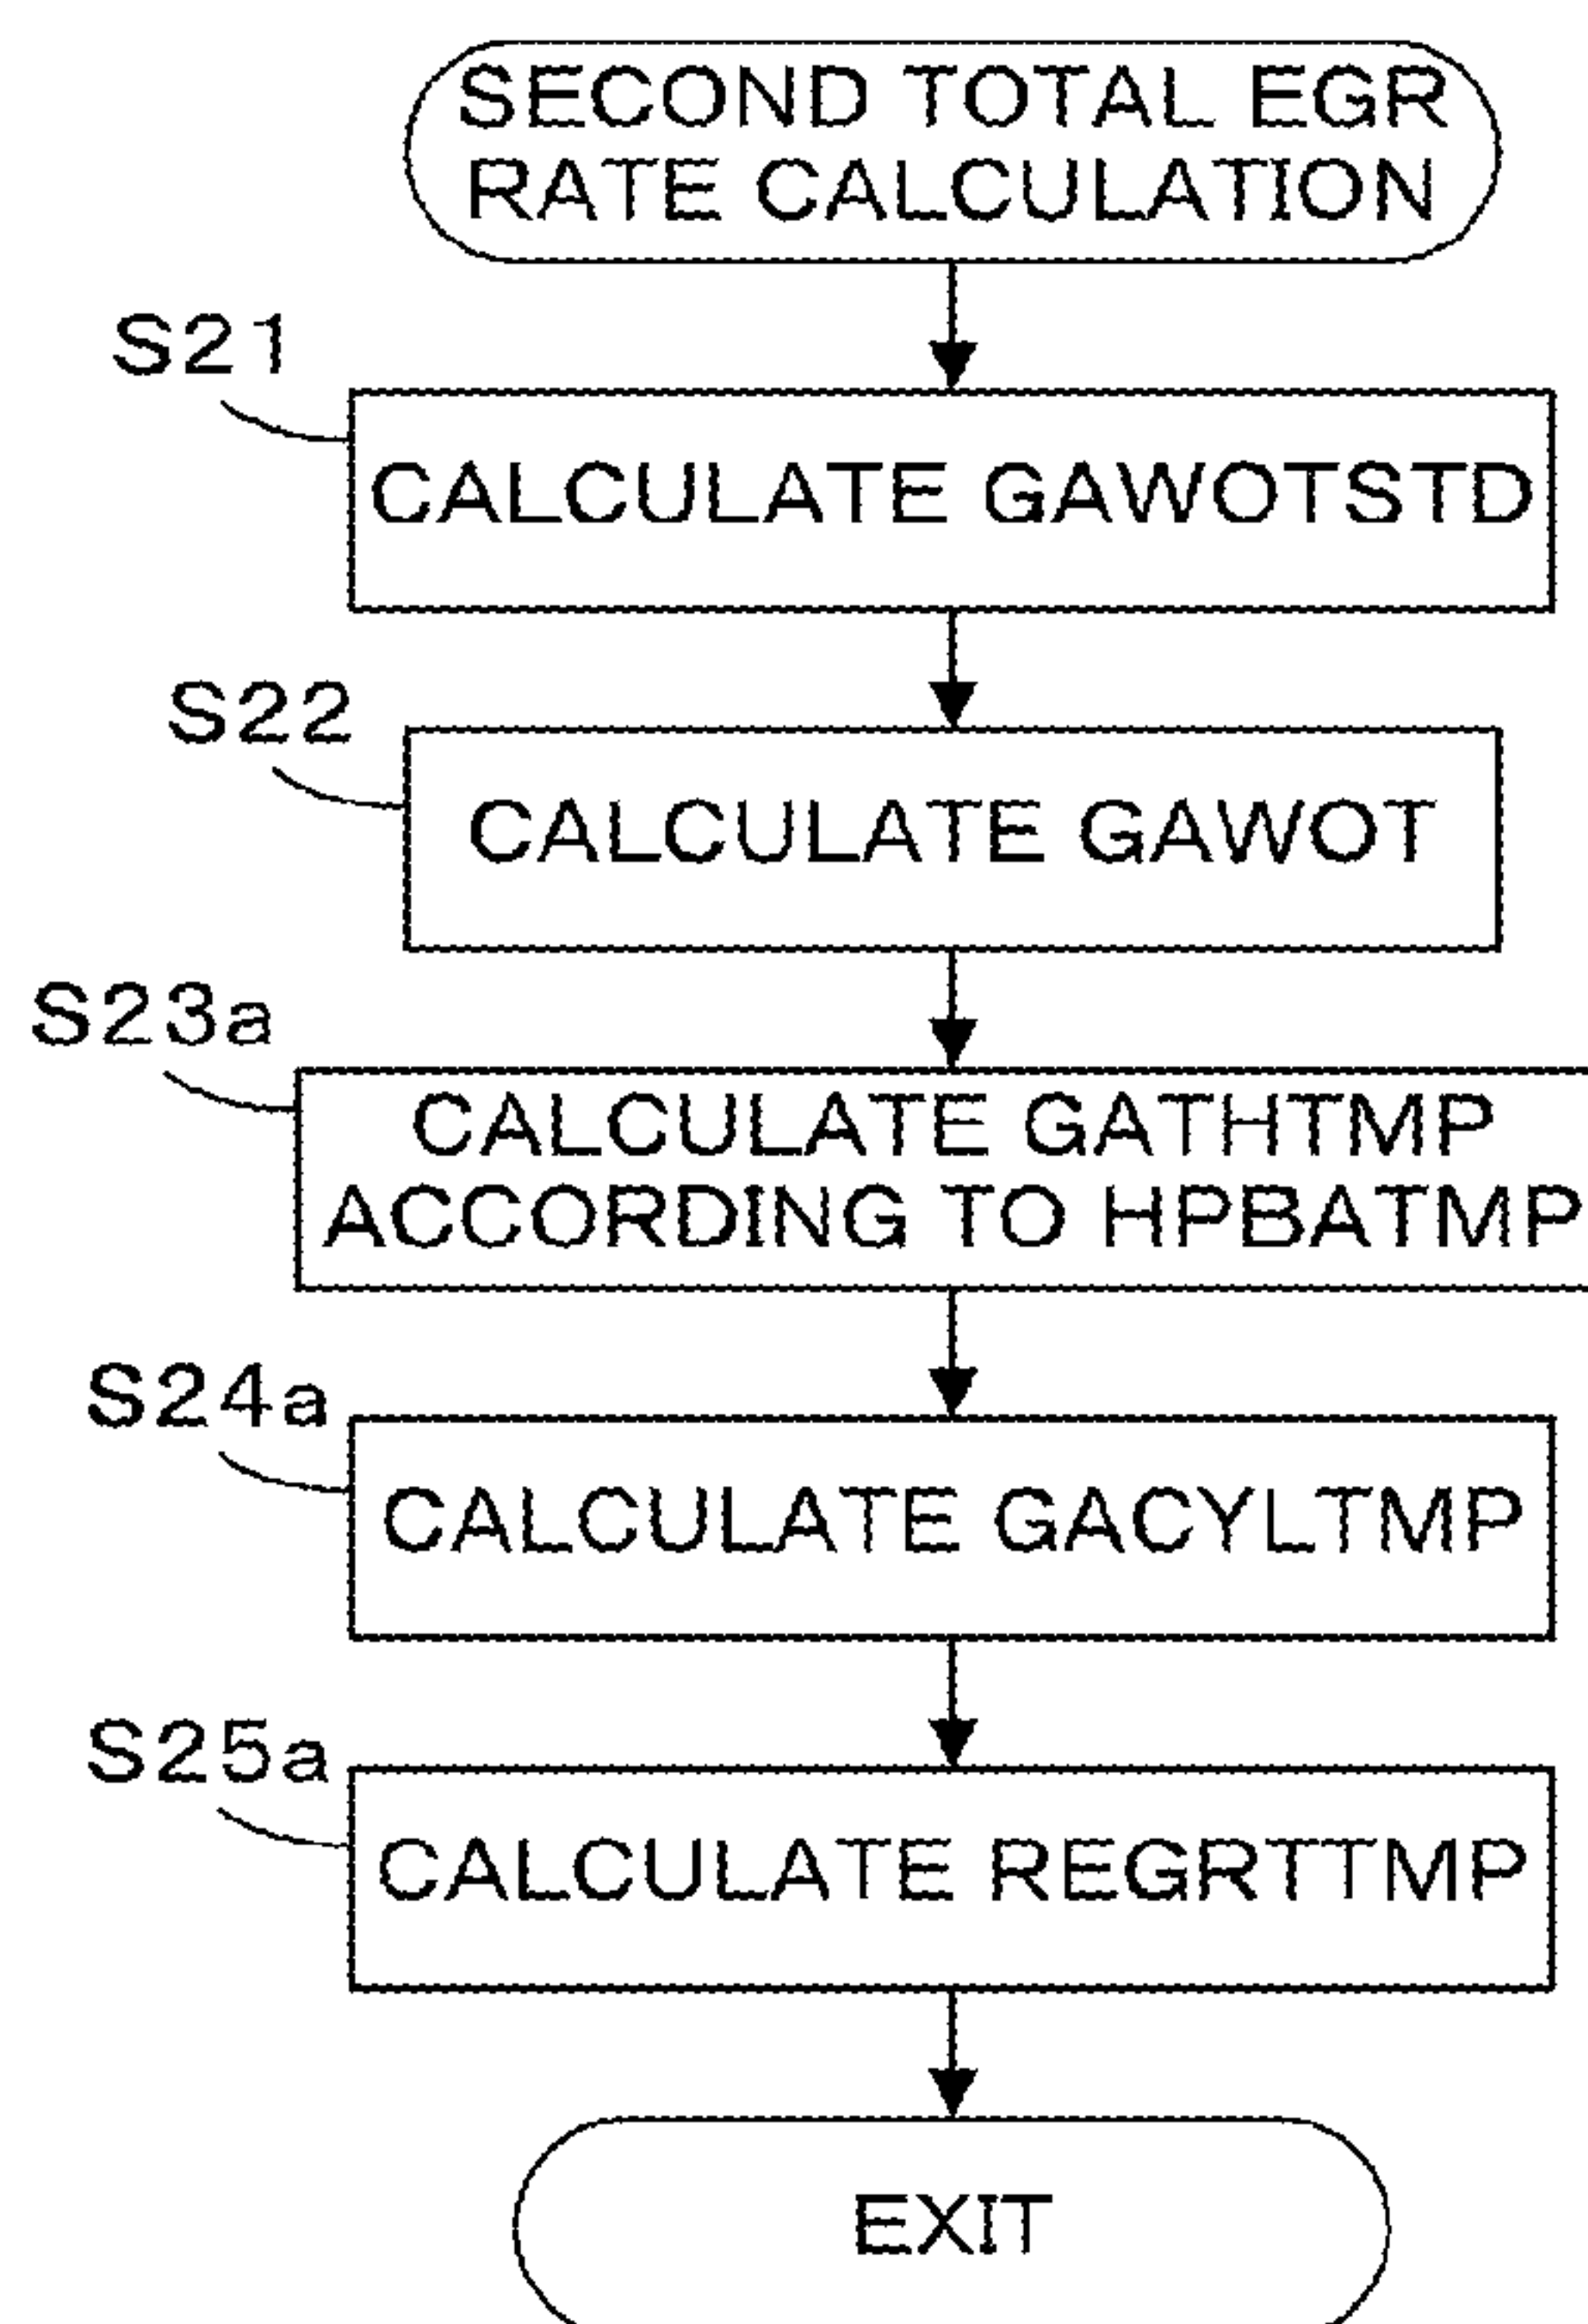 SECOND TOTAL EGR
RATE CALCULATION
S21
CALCULATE GAWOTSTD
S22
CALCULATE GAWOT
S23a
CALCULATE GATHTMP
ACCORDING TO HPBATMP
S24a
CALCULATE GACYLTMP
S25a
CALCULATE REGRTTMP
EXIT